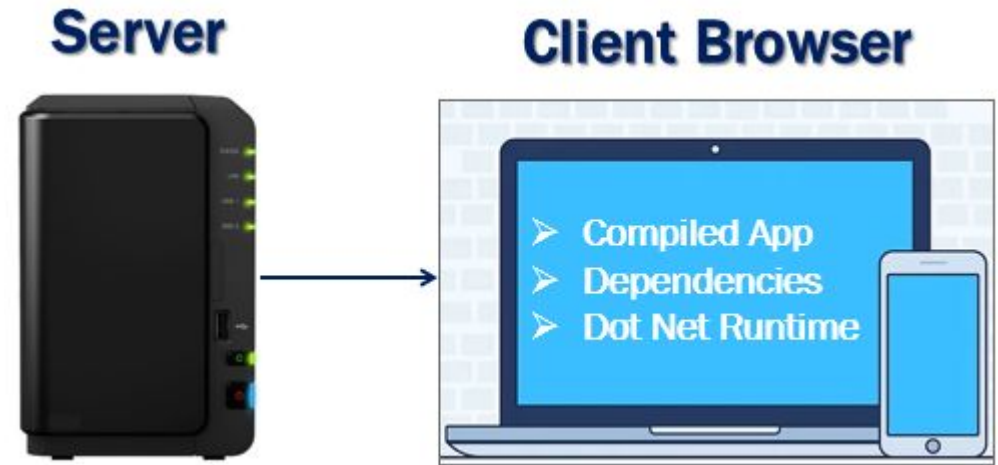 Server
Client Browser
➢ Compiled App
➢ Dependencies
➢ Dot Net Runtime